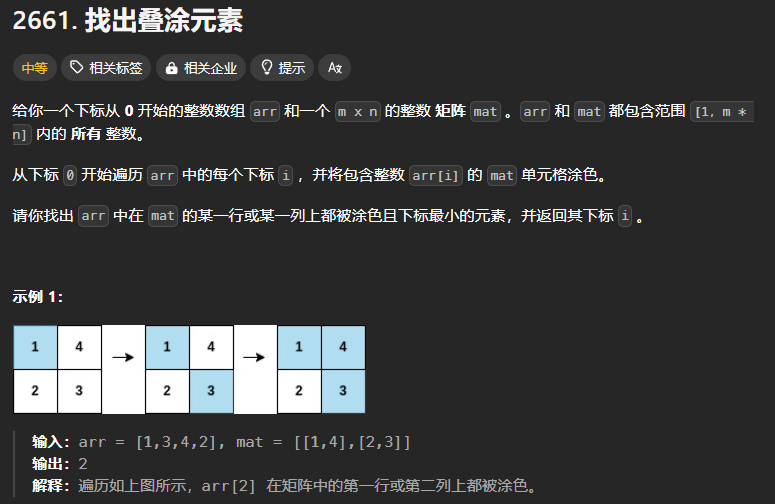 2661. 找出叠涂元素
中等 相关标签 相关企业 提示 Aх
给你一个下标从 0 开始的整数数组 arr 和一个 m x n 的整数 矩阵 mat 。arr 和 mat 都包含范围 [1, m *
n] 内的 所有 整数。
从下标 0 开始遍历 arr 中的每个下标 i ，并将包含整数 arr[i] 的 mat 单元格涂色。
请你找出 arr 中在 mat 的某一行或某一列上都被涂色且下标最小的元素，并返回其下标 i 。
示例 1：
1 4 → 1 4 → 1 4
2 3 2 3 2 3
输入：arr = [1,3,4,2], mat = [[1,4],[2,3]]
输出：2
解释：遍历如上图所示，arr[2] 在矩阵中的第一行或第二列上都被涂色。